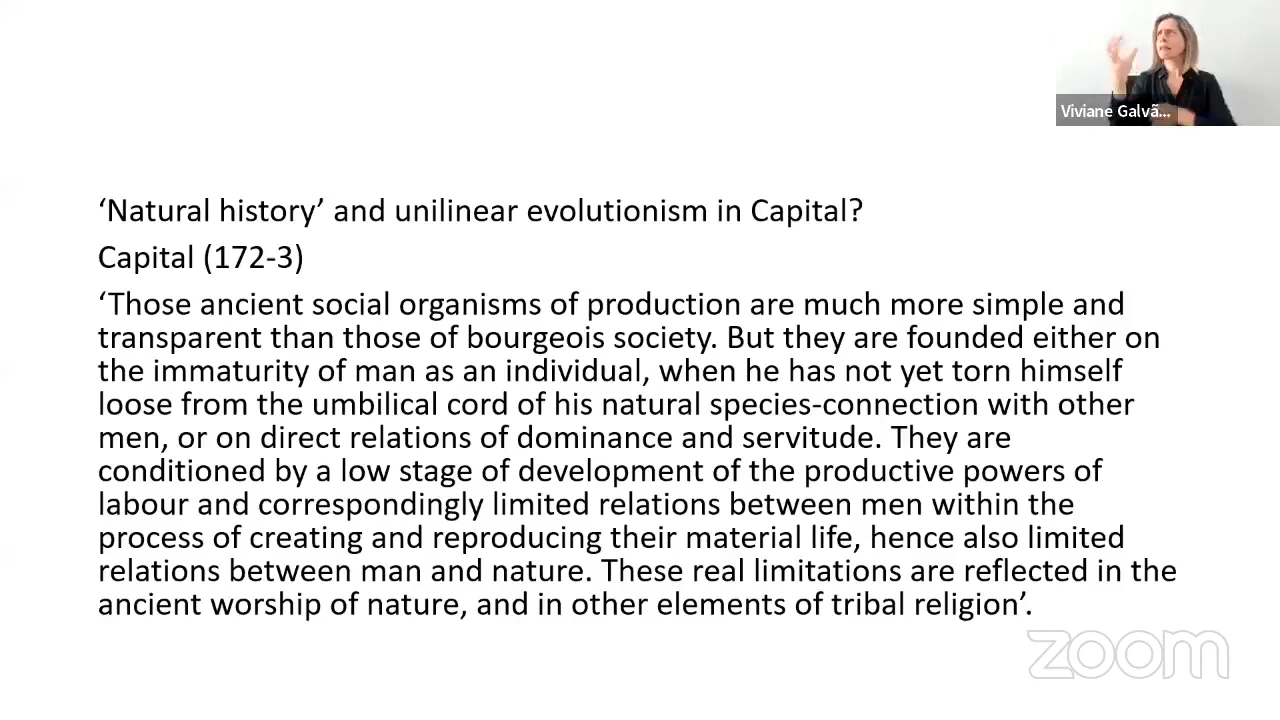 Viviane Galvã...
‘Natural history’ and unilinear evolutionism in Capital?
Capital (172-3)
‘Those ancient social organisms of production are much more simple and
transparent than those of bourgeois society. But they are founded either on
the immaturity of man as an individual, when he has not yet torn himself
loose from the umbilical cord of his natural species-connection with other
men, or on direct relations of dominance and servitude. They are
conditioned by a low stage of development of the productive powers of
labour and correspondingly limited relations between men within the
process of creating and reproducing their material life, hence also limited
relations between man and nature. These real limitations are reflected in the
ancient worship of nature, and in other elements of tribal religion’.
zoom